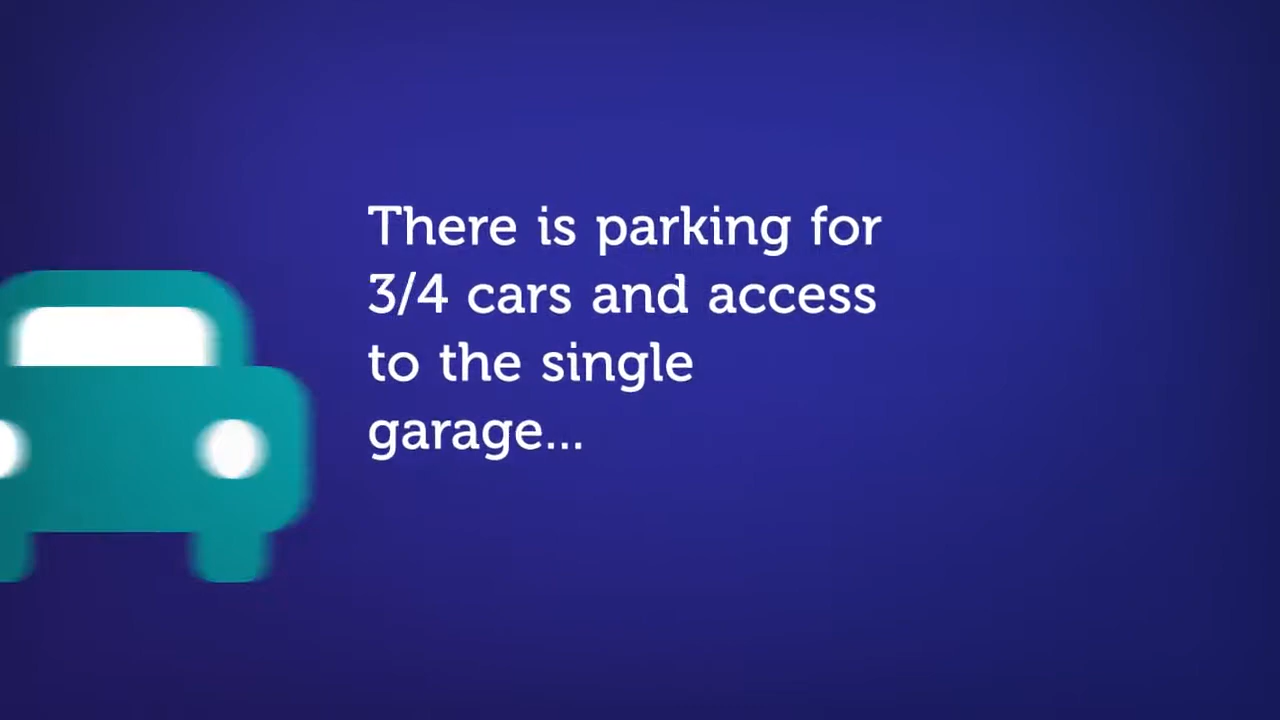 There is parking for
3/4 cars and access
to the single
garage...